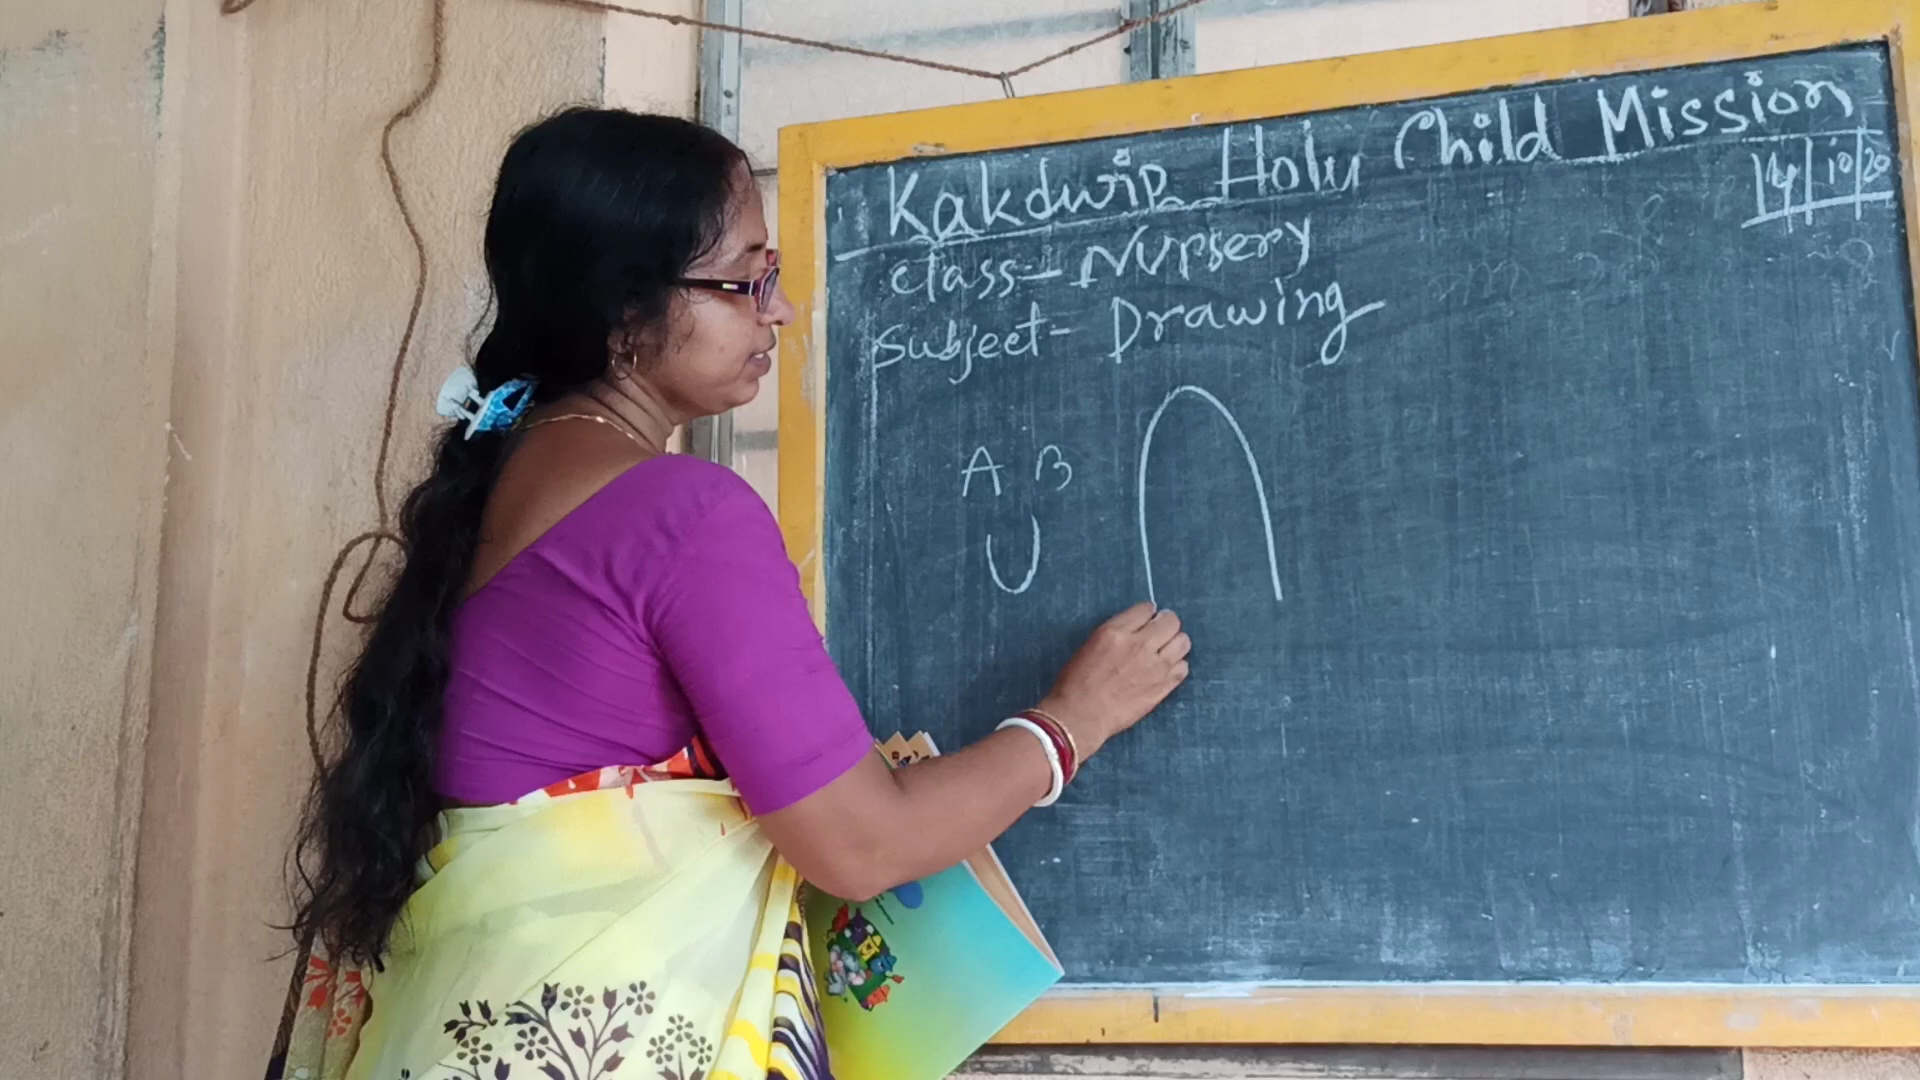 Kakdwip Holy Child Mission
14/10/20
Class - Nursery
Subject - Drawing
A B